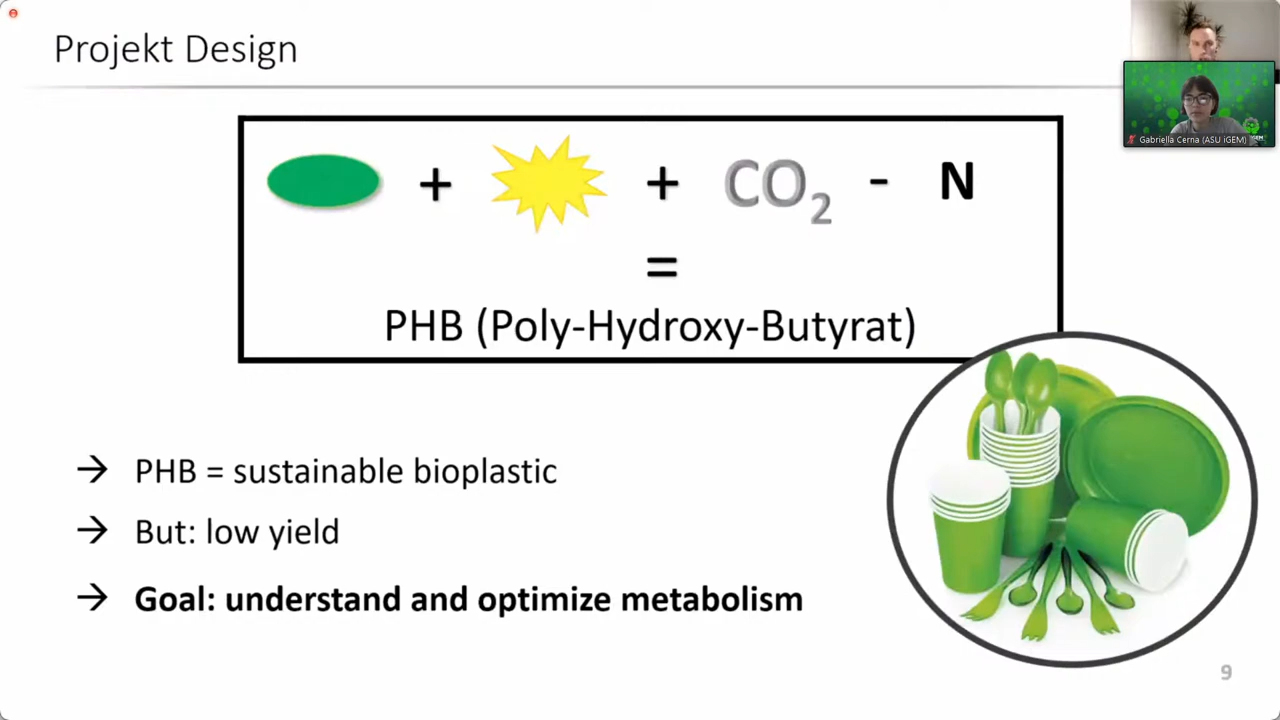 Projekt Design
+ + CO₂ - N
=
PHB (Poly-Hydroxy-Butyrat)
→ PHB = sustainable bioplastic
→ But: low yield
→ Goal: understand and optimize metabolism
Gabriella Cerna (ASU iGEM)
9